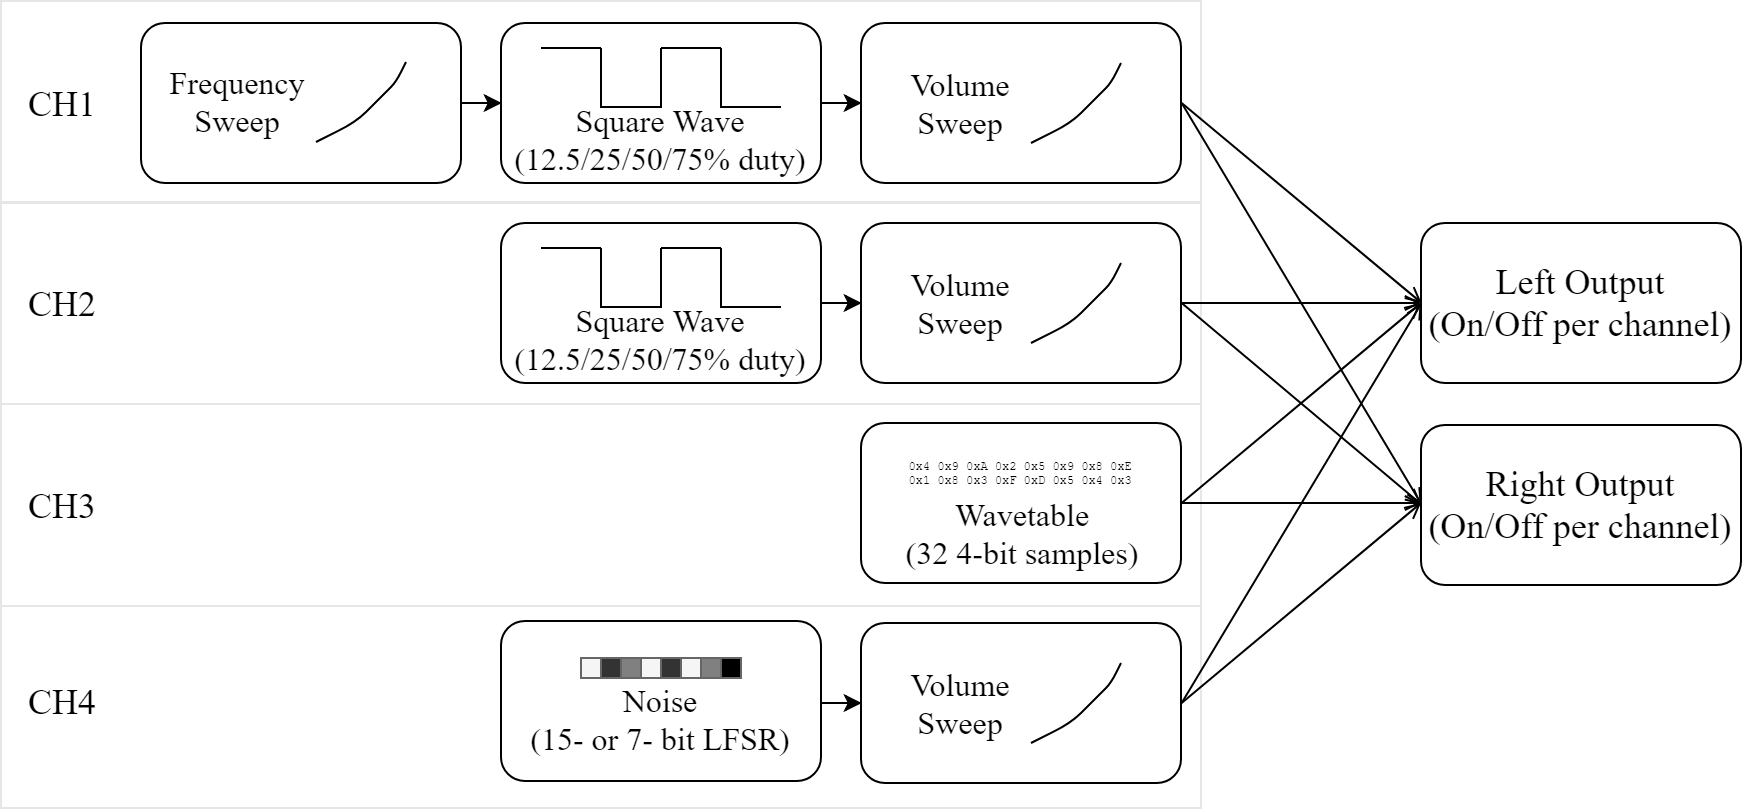 CH1
Frequency
Sweep
Square Wave
(12.5/25/50/75% duty)
Volume
Sweep
CH2
Square Wave
(12.5/25/50/75% duty)
Volume
Sweep
Left Output
(On/Off per channel)
CH3
0x4 0x9 0xA 0x2 0x5 0x9 0x8 0xE
0x1 0x8 0x3 0xF 0xD 0x5 0x4 0x3
Wavetable
(32 4-bit samples)
Right Output
(On/Off per channel)
CH4
Noise
(15- or 7- bit LFSR)
Volume
Sweep